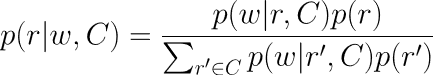 p(r|w, C) = \frac{p(w|r, C)p(r)}{\sum_{r' \in C} p(w|r', C)p(r')}